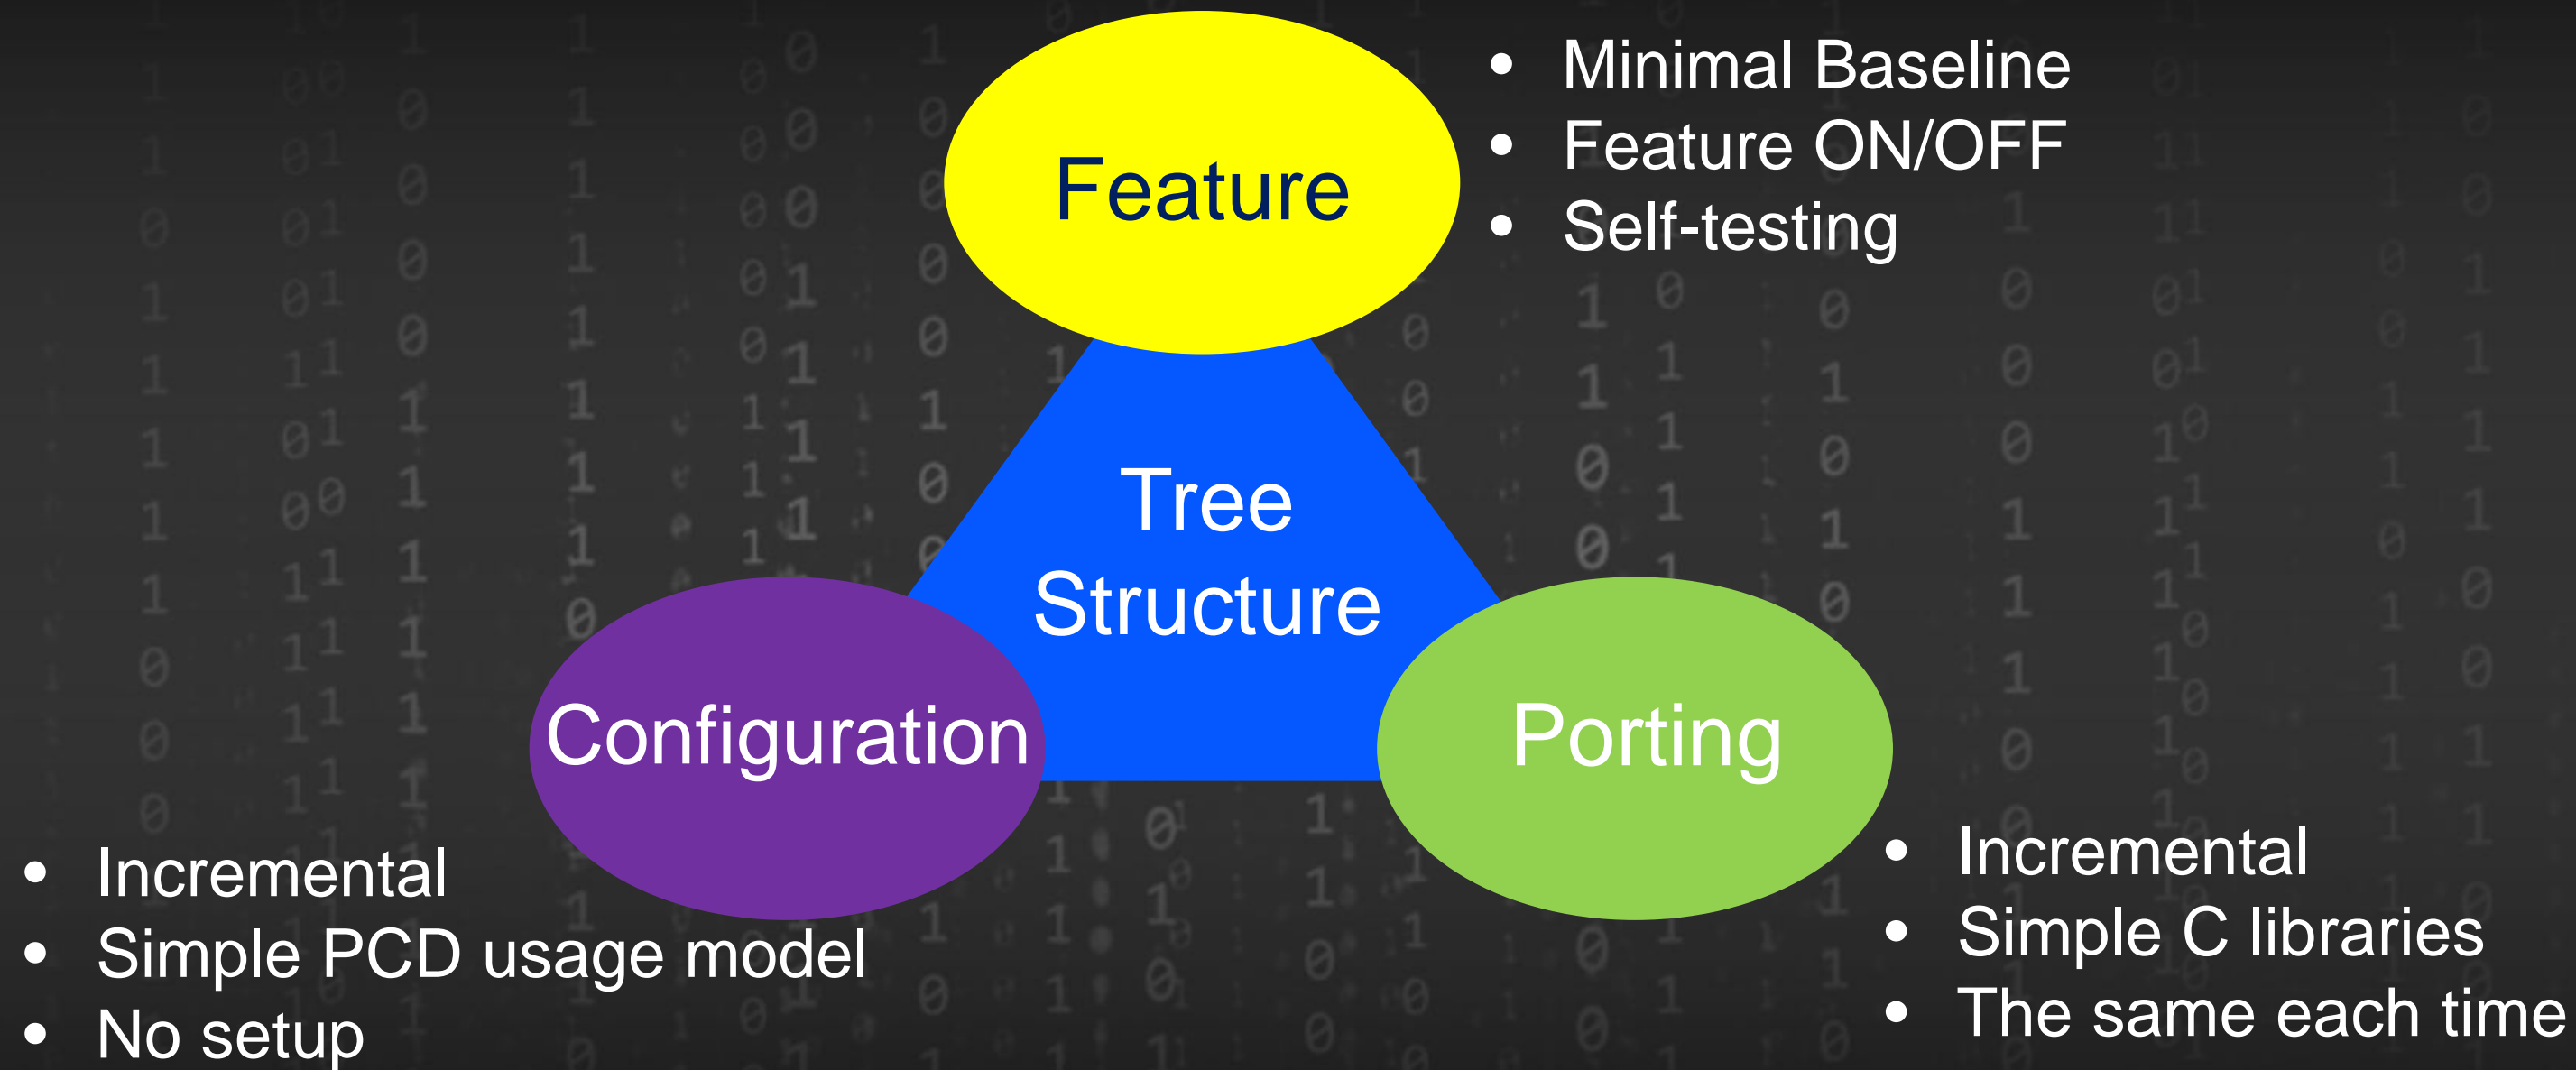 Feature
• Minimal Baseline
• Feature ON/OFF
• Self-testing
Tree
Structure
Configuration
Porting
• Incremental
• Simple PCD usage model
• No setup
• Incremental
• Simple C libraries
• The same each time